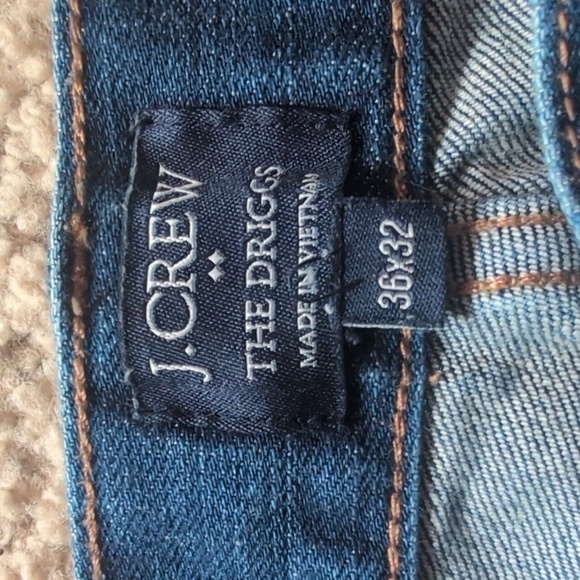 J.CREW
THE DRIGGS
MADE IN VIETNAM
36X32